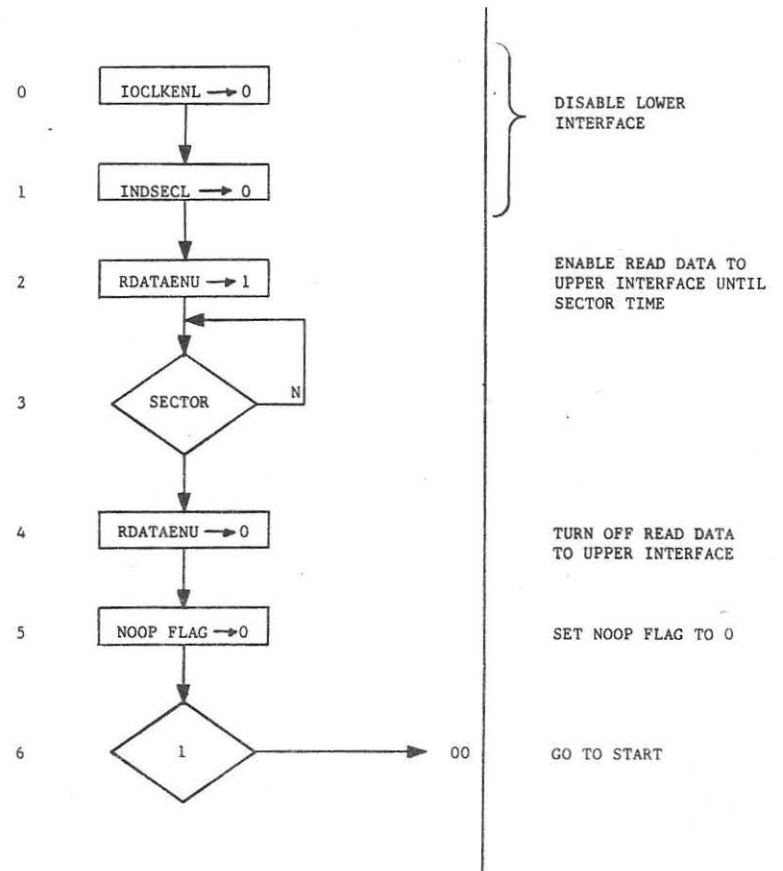 0
IOCLKENL → 0
DISABLE LOWER
INTERFACE
1
INDSECL → 0
2
RDATAENU → 1
ENABLE READ DATA TO
UPPER INTERFACE UNTIL
SECTOR TIME
3
SECTOR
N
4
RDATAENU → 0
TURN OFF READ DATA
TO UPPER INTERFACE
5
NOOP FLAG → 0
SET NOOP FLAG TO 0
6
1
00
GO TO START